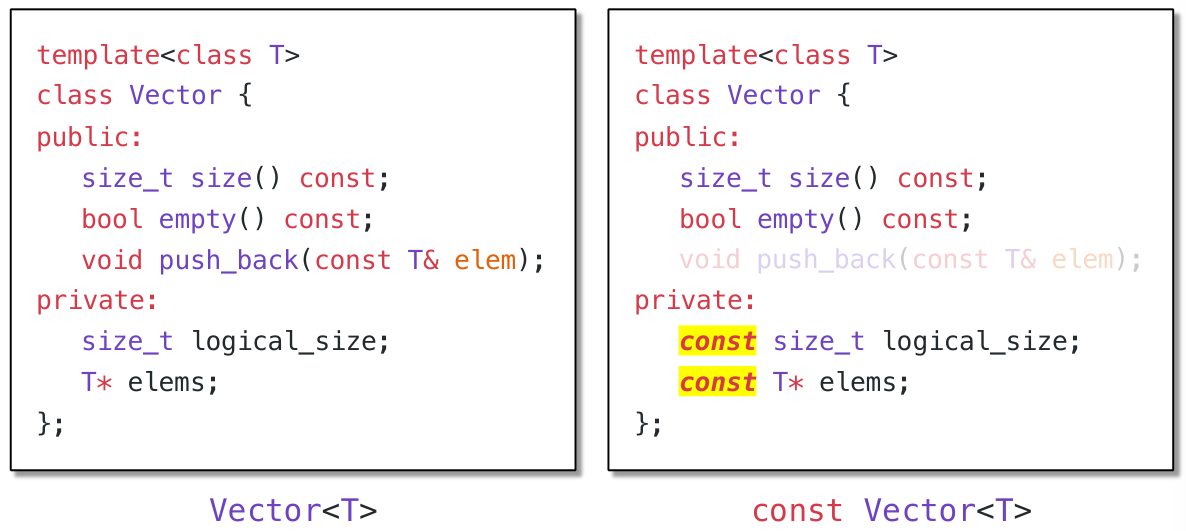 template<class T>
class Vector {
public:
size_t size() const;
bool empty() const;
void push_back(const T& elem);
private:
size_t logical_size;
T* elems;
};
Vector<T>
template<class T>
class Vector {
public:
size_t size() const;
bool empty() const;
void push_back(const T& elem);
private:
const size_t logical_size;
const T* elems;
};
const Vector<T>